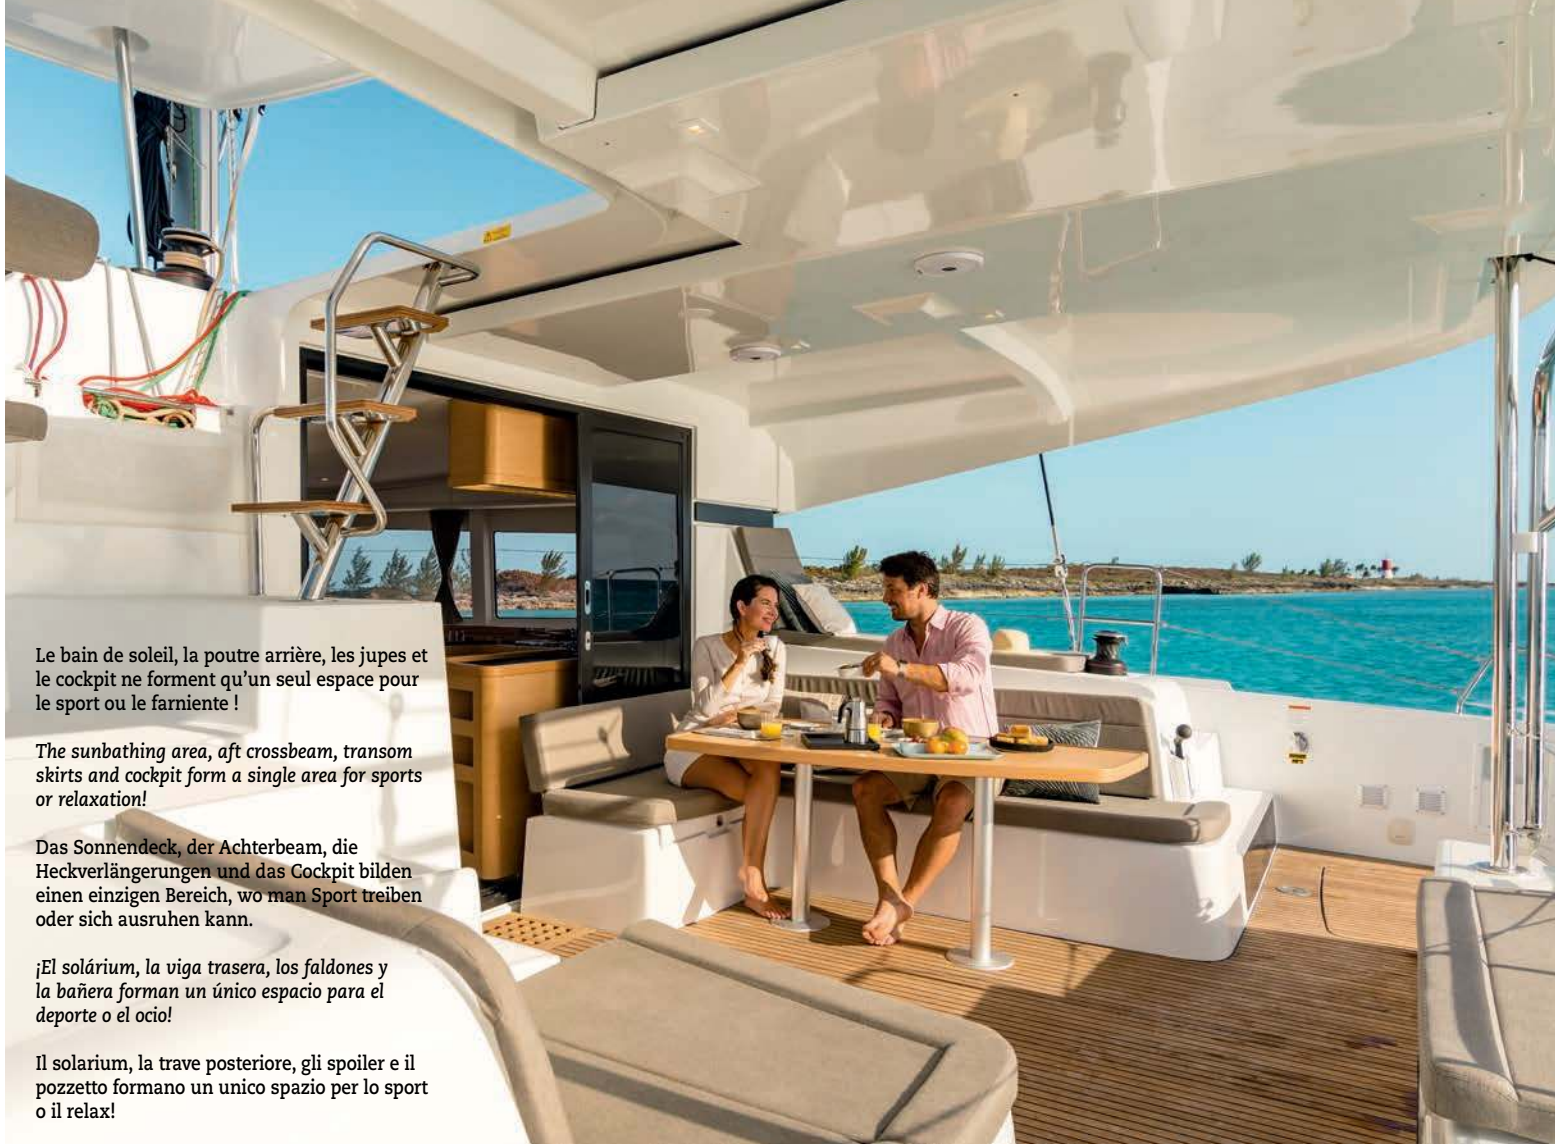 Le bain de soleil, la poutre arrière, les jupes et
le cockpit ne forment qu’un seul espace pour
le sport ou le farniente !
The sunbathing area, aft crossbeam, transom
skirts and cockpit form a single area for sports
or relaxation!
Das Sonnendeck, der Achterbeam, die
Heckverlängerungen und das Cockpit bilden
einen einzigen Bereich, wo man Sport treiben
oder sich ausruhen kann.
¡El solárium, la viga trasera, los faldones y
la bañera forman un único espacio para el
deporte o el ocio!
Il solarium, la trave posteriore, gli spoiler e il
pozzetto formano un unico spazio per lo sport
o il relax!